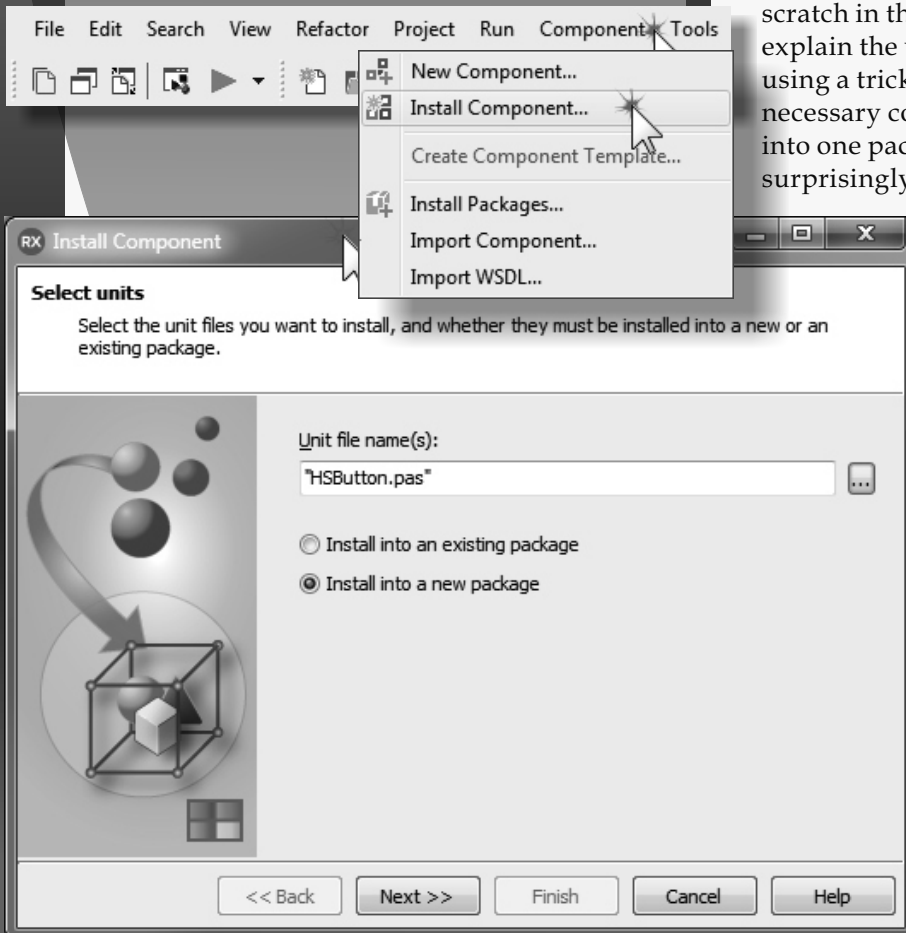 File Edit Search View Refactor Project Run Component Tools
New Component...
Install Component...
Create Component Template...
Install Packages...
Import Component...
Import WSDL...
scratch in th
explain the
using a trick
necessary co
into one pac
surprisingly
RX Install Component
Select units
Select the unit files you want to install, and whether they must be installed into a new or an
existing package.
Unit file name(s):
"HSButton.pas"
...
Install into an existing package
Install into a new package
<< Back Next >> Finish Cancel Help